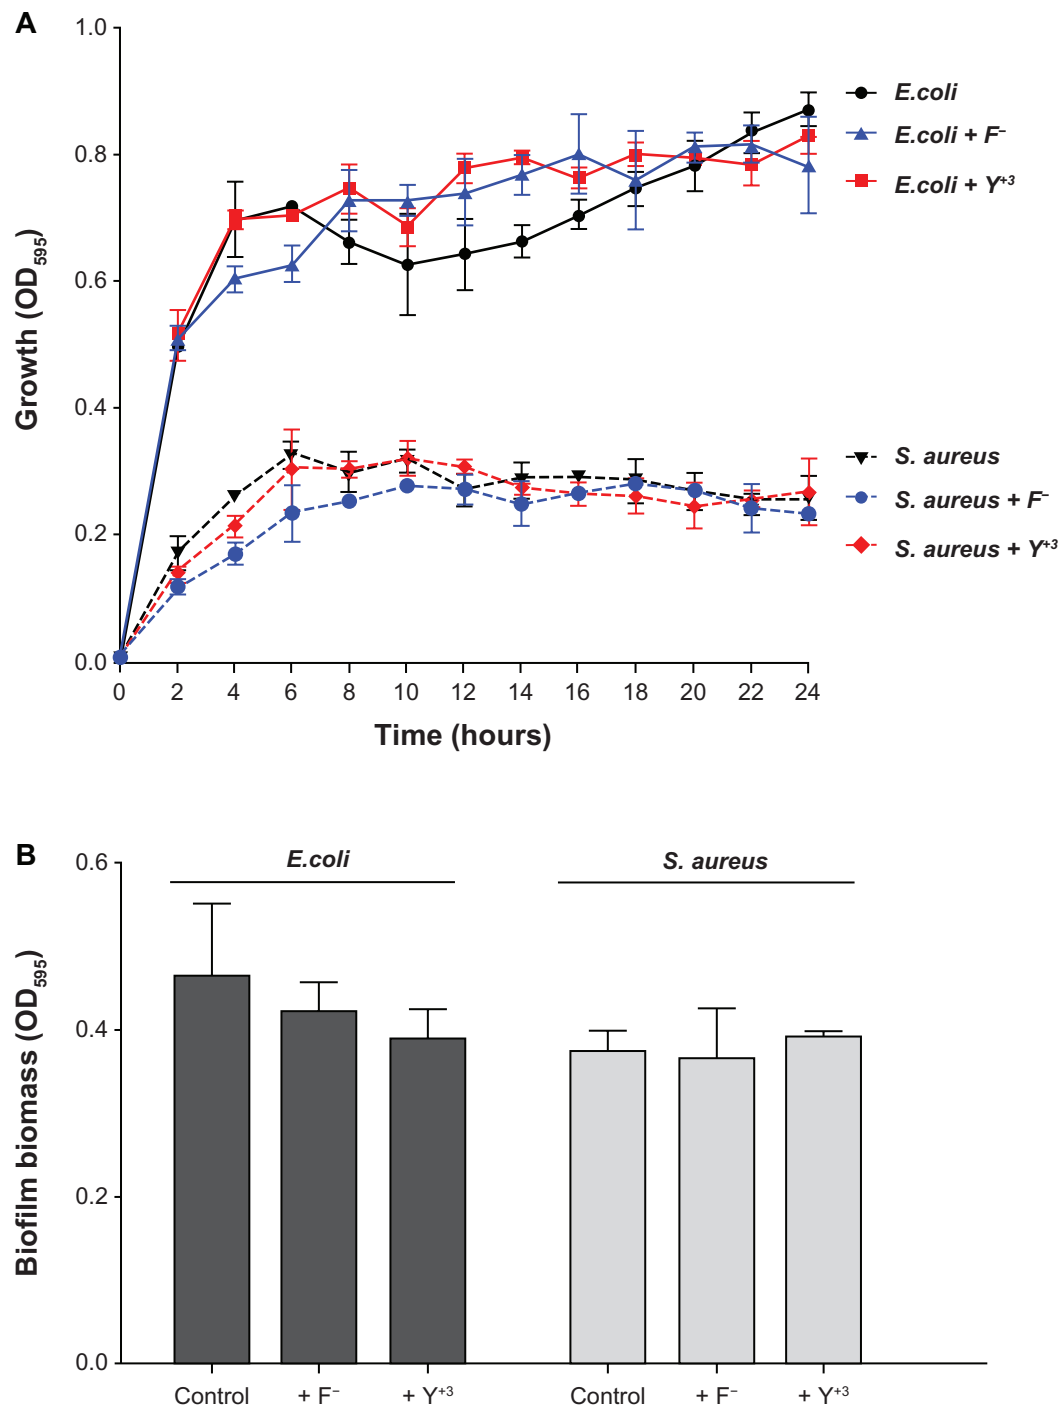 A
1.0
0.8
0.6
0.4
0.2
0.0
Growth (OD₅₉₅)
0 2 4 6 8 10 12 14 16 18 20 22 24
Time (hours)
E.coli
E.coli + F⁻
E.coli + Y⁺³
S. aureus
S. aureus + F⁻
S. aureus + Y⁺³
B
0.6
0.4
0.2
0.0
Biofilm biomass (OD₅₉₅)
E.coli S. aureus
Control + F⁻ + Y⁺³ Control + F⁻ + Y⁺³